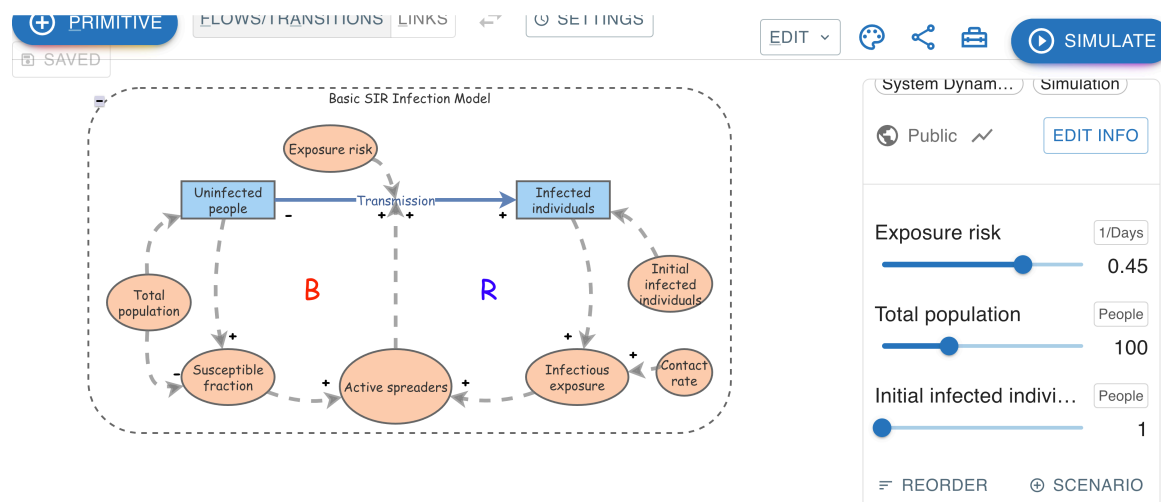 PRIMITIVE
FLOWS/TRANSITIONS
LINKS
SETTINGS
EDIT
SIMULATE
SAVED
Basic SIR Infection Model
Exposure risk
Uninfected
people
Transmission
Infected
individuals
-
+
+
+
Total
population
B
R
Initial
infected
individuals
+
+
-
+
+
+
Susceptible
fraction
Active spreaders
Infectious
exposure
Contact
rate
System Dynam...
Simulation
Public
EDIT INFO
Exposure risk
1/Days
0.45
Total population
People
100
Initial infected indivi...
People
1
REORDER
SCENARIO